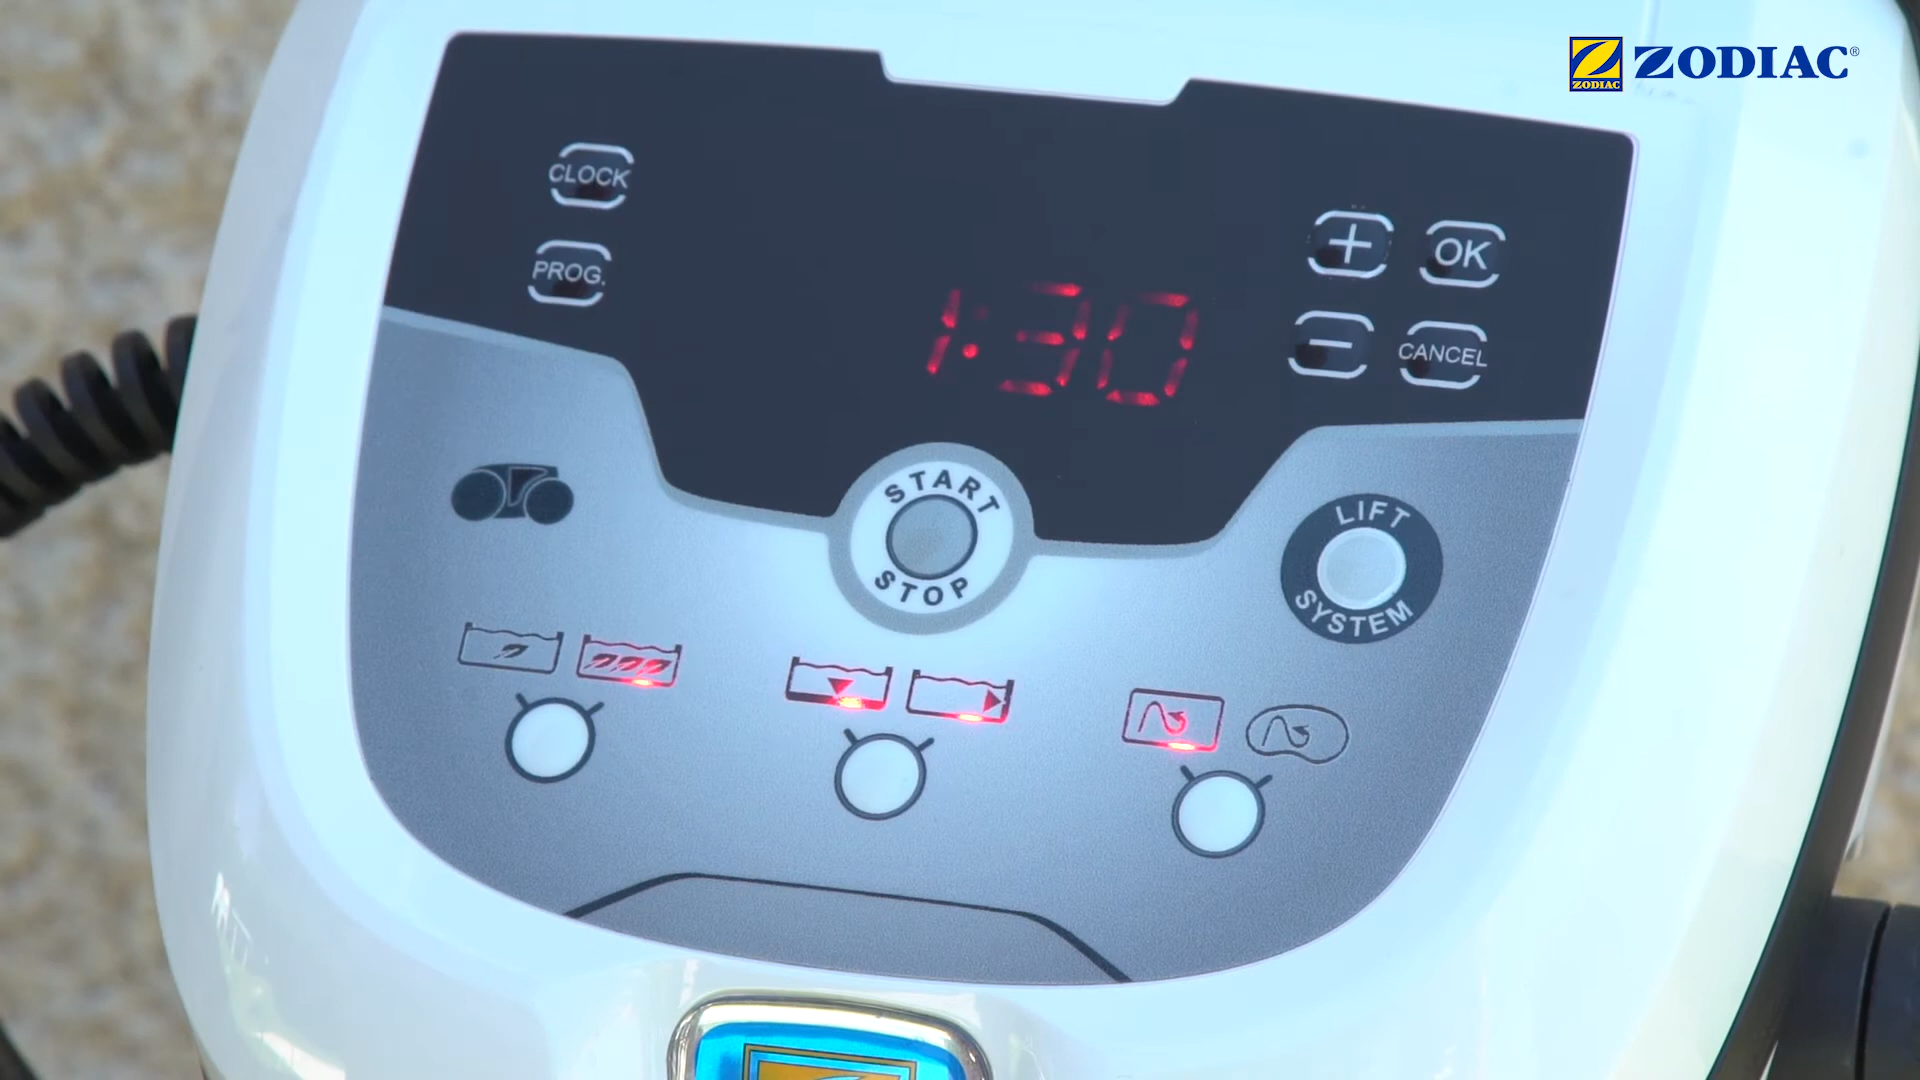 ZODIAC®
ZODIAC
CLOCK
PROG.
1:30
+
OK
-
CANCEL
START
STOP
LIFT
SYSTEM